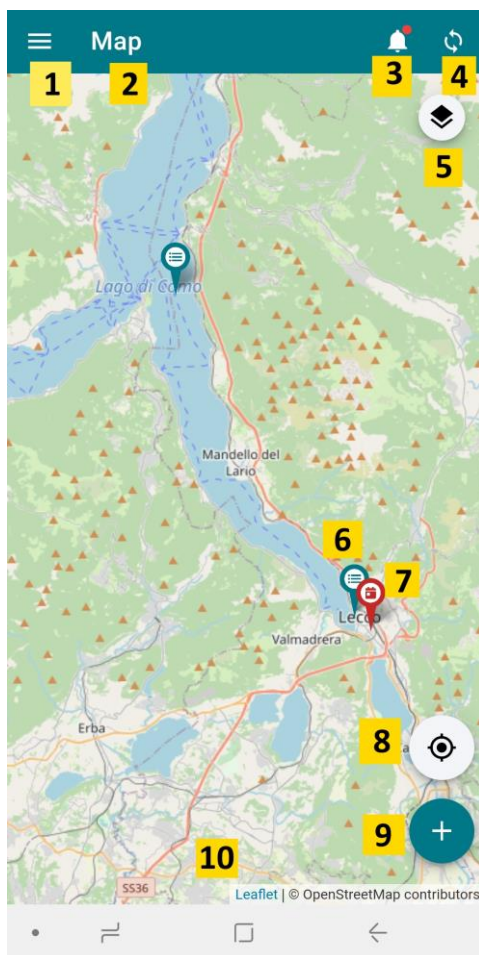 Map
1
2
3
4
5
Lago di Como
Mandello del
Lario
6
7
Lecco
Valmadrera
8
Erba
9
10
SS36
Leaflet | © OpenStreetMap contributors